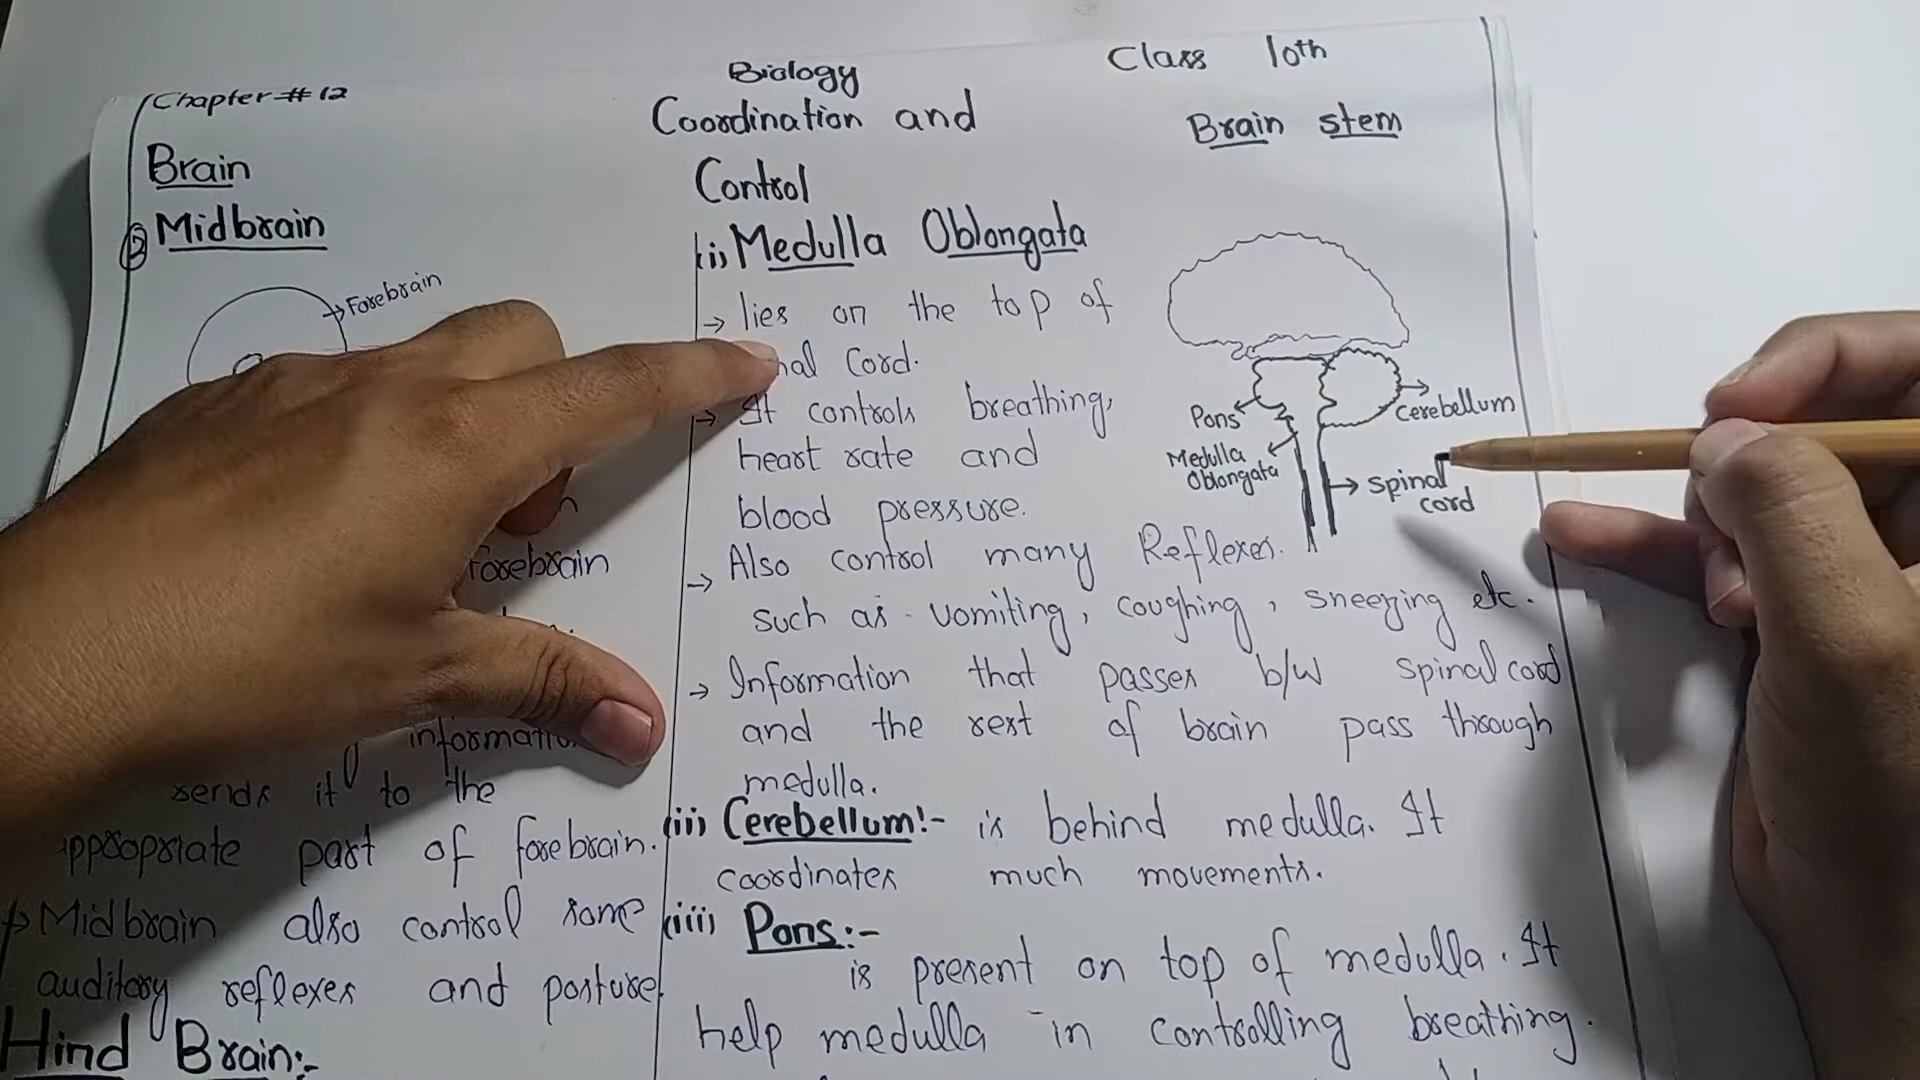 Chapter # 12
Biology
Class 10th
Coordination and
Control
Brain stem
Brain
② Midbrain
Forebrain
forebrain
information
sends it to the
appropriate part of forebrain.
→ Midbrain also control some
auditory reflexes and posture
Hind Brain:-
(i) Medulla Oblongata
→ lies on the top of
Cord.
→ It controls breathing,
heart rate and
blood pressure.
→ Also control many Reflexes.
such as vomiting, coughing, sneezing etc.
→ Information that passes b/w spinal cord
and the rest of brain pass through
medulla.
(ii) Cerebellum:- is behind medulla. It
coordinates much movements.
(iii) Pons:-
is present on top of medulla. It
help medulla in controlling breathing.
Pons
Cerebellum
Medulla
Oblongata
Spinal
cord